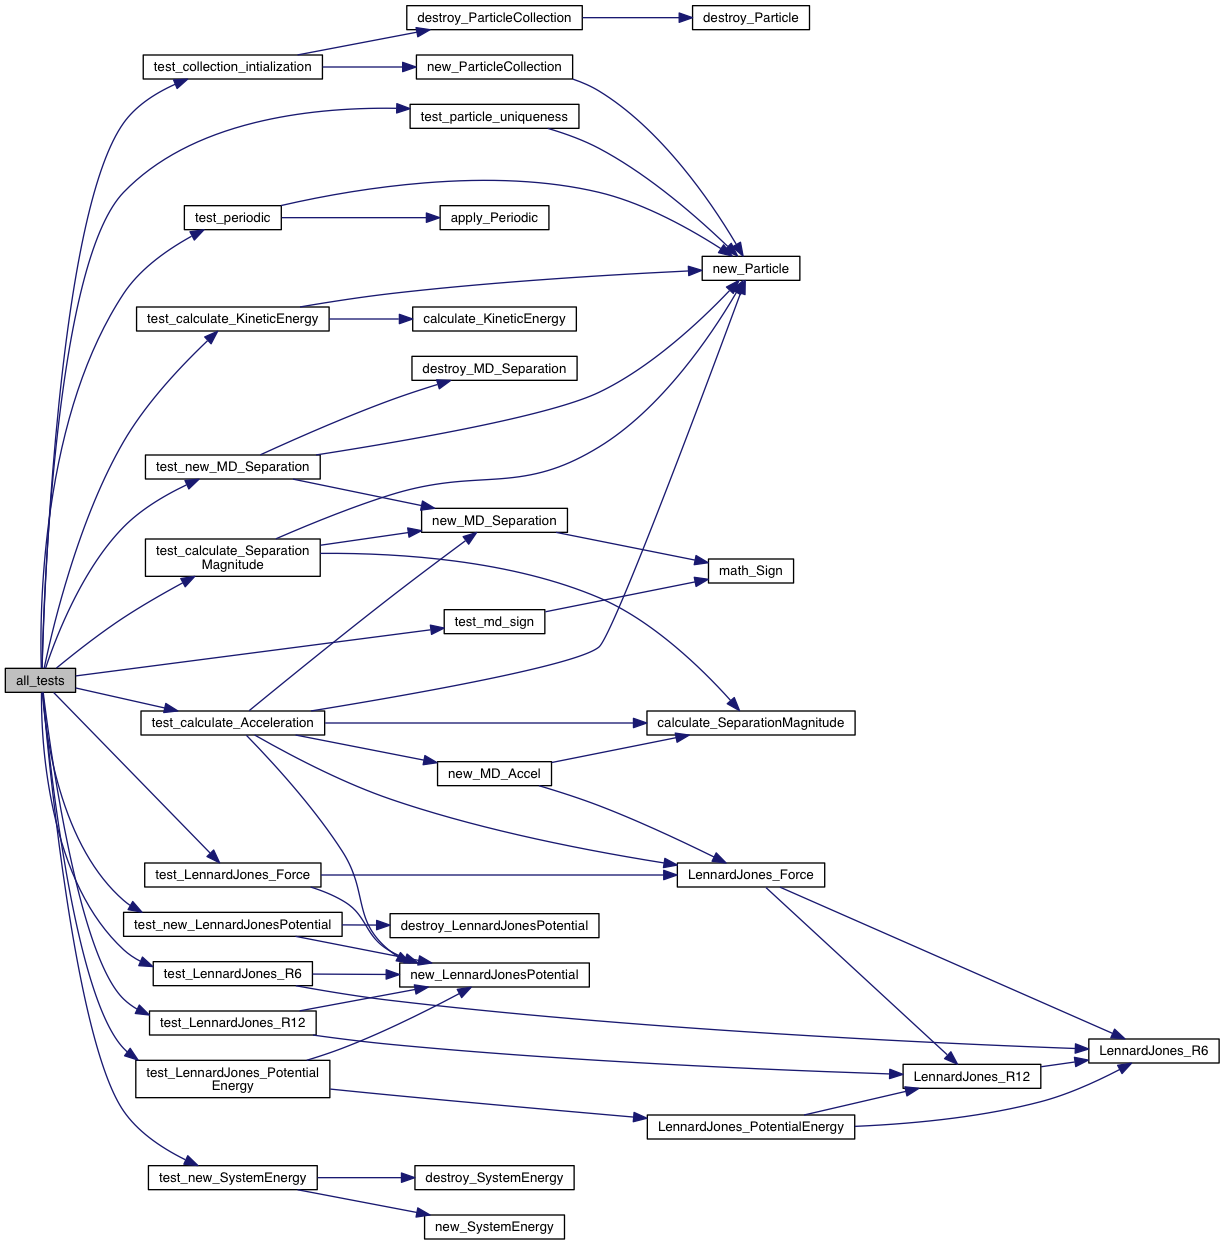 destroy_ParticleCollection
destroy_Particle
test_collection_intialization
new_ParticleCollection
test_particle_uniqueness
test_periodic
apply_Periodic
new_Particle
test_calculate_KineticEnergy
calculate_KineticEnergy
destroy_MD_Separation
test_new_MD_Separation
new_MD_Separation
test_calculate_Separation
Magnitude
math_Sign
test_md_sign
all_tests
test_calculate_Acceleration
calculate_SeparationMagnitude
new_MD_Accel
test_LennardJones_Force
LennardJones_Force
test_new_LennardJonesPotential
destroy_LennardJonesPotential
test_LennardJones_R6
new_LennardJonesPotential
test_LennardJones_R12
LennardJones_R6
test_LennardJones_Potential
Energy
LennardJones_R12
LennardJones_PotentialEnergy
test_new_SystemEnergy
destroy_SystemEnergy
new_SystemEnergy